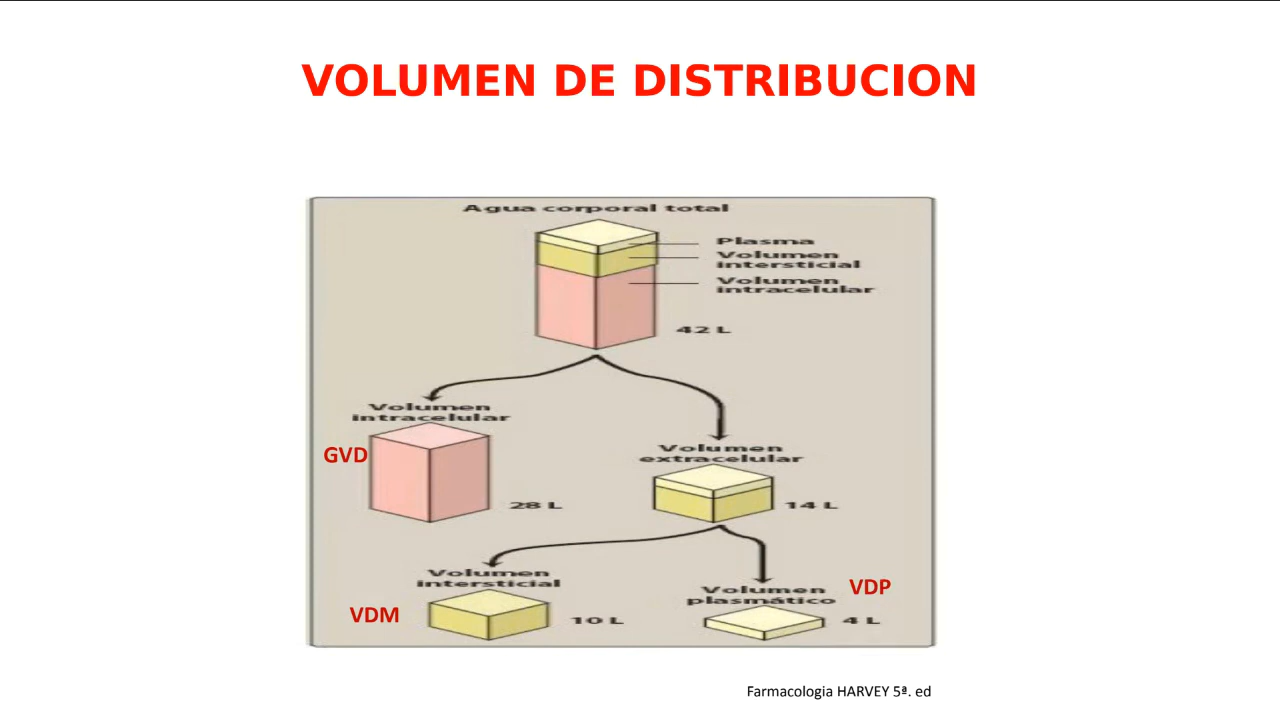 VOLUMEN DE DISTRIBUCION
Agua corporal total
Plasma
Volumen
intersticial
Volumen
intracelular
42 L
Volumen
intracelular
GVD
28 L
Volumen
extracelular
14 L
Volumen
intersticial
VDM
10 L
Volumen
plasmático
VDP
4 L
Farmacologia HARVEY 5ª. ed